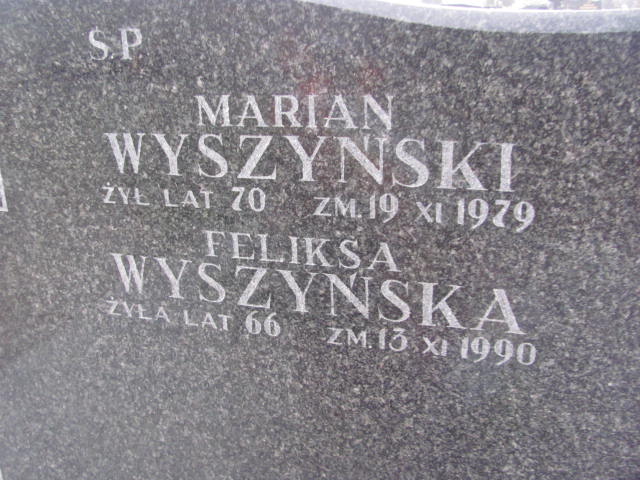 S.P
MARIAN
WYSZYŃSKI
ŻYŁ LAT 70 ZM. 19 XI 1979
FELIKSA
WYSZYŃSKA
ŻYŁA LAT 66 ZM. 13 XI 1990